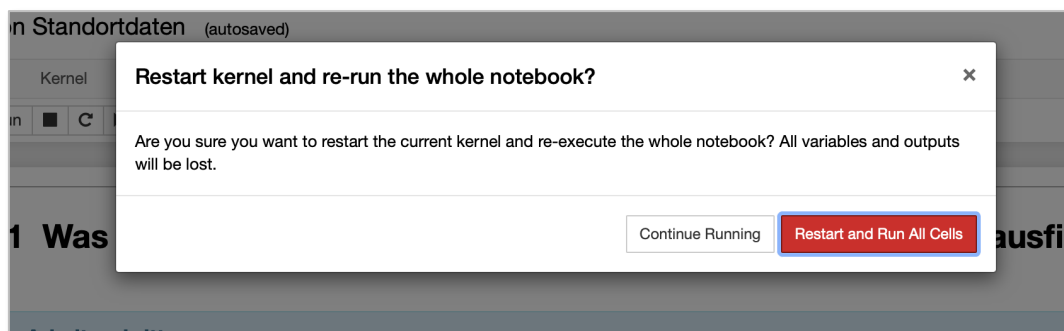 n Standortdaten (autosaved)
Kernel
Restart kernel and re-run the whole notebook?
×
un
Are you sure you want to restart the current kernel and re-execute the whole notebook? All variables and outputs
will be lost.
Continue Running
Restart and Run All Cells
1 Was
ausfi